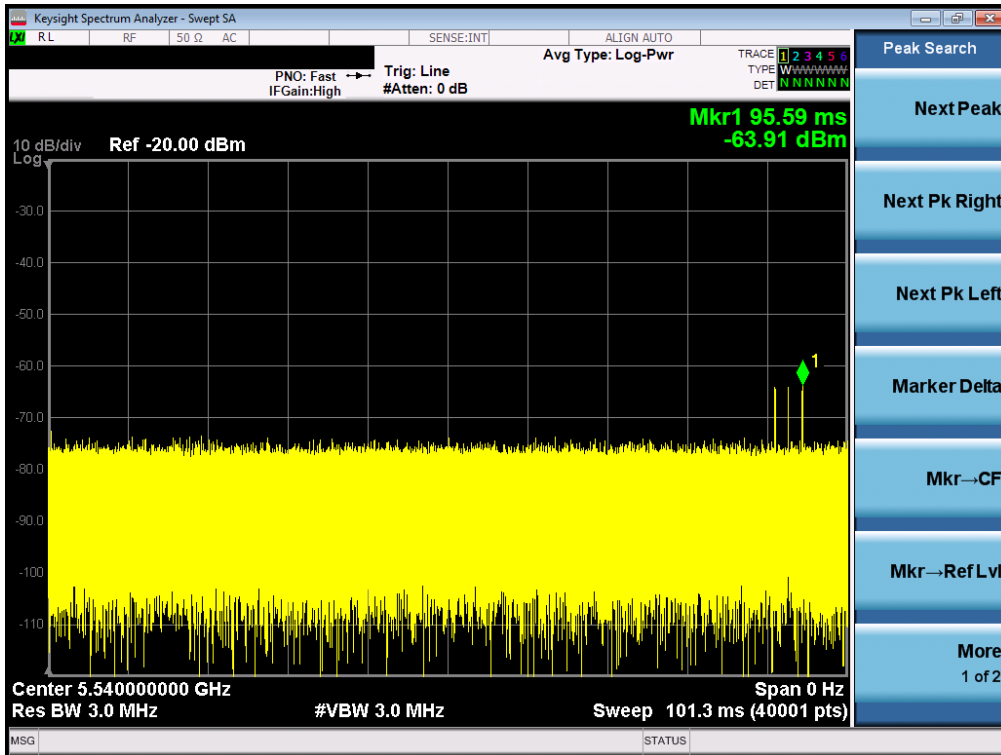 Keysight Spectrum Analyzer - Swept SA
LXI RL RF 50 Ω AC SENSE:INT ALIGN AUTO
Peak Search
Avg Type: Log-Pwr
TRACE 1 2 3 4 5 6
PNO: Fast Trig: Line
TYPE WWWWWW
IFGain:High #Atten: 0 dB
DET N N N N N N
Next Peak
Mkr1 95.59 ms
10 dB/div Ref -20.00 dBm -63.91 dBm
Log
Next Pk Right
-30.0
-40.0
Next Pk Left
-50.0
-60.0
1
Marker Delta
-70.0
-80.0
Mkr→CF
-90.0
-100
Mkr→Ref Lvl
-110
More
1 of 2
Center 5.540000000 GHz Span 0 Hz
Res BW 3.0 MHz #VBW 3.0 MHz Sweep 101.3 ms (40001 pts)
MSG STATUS